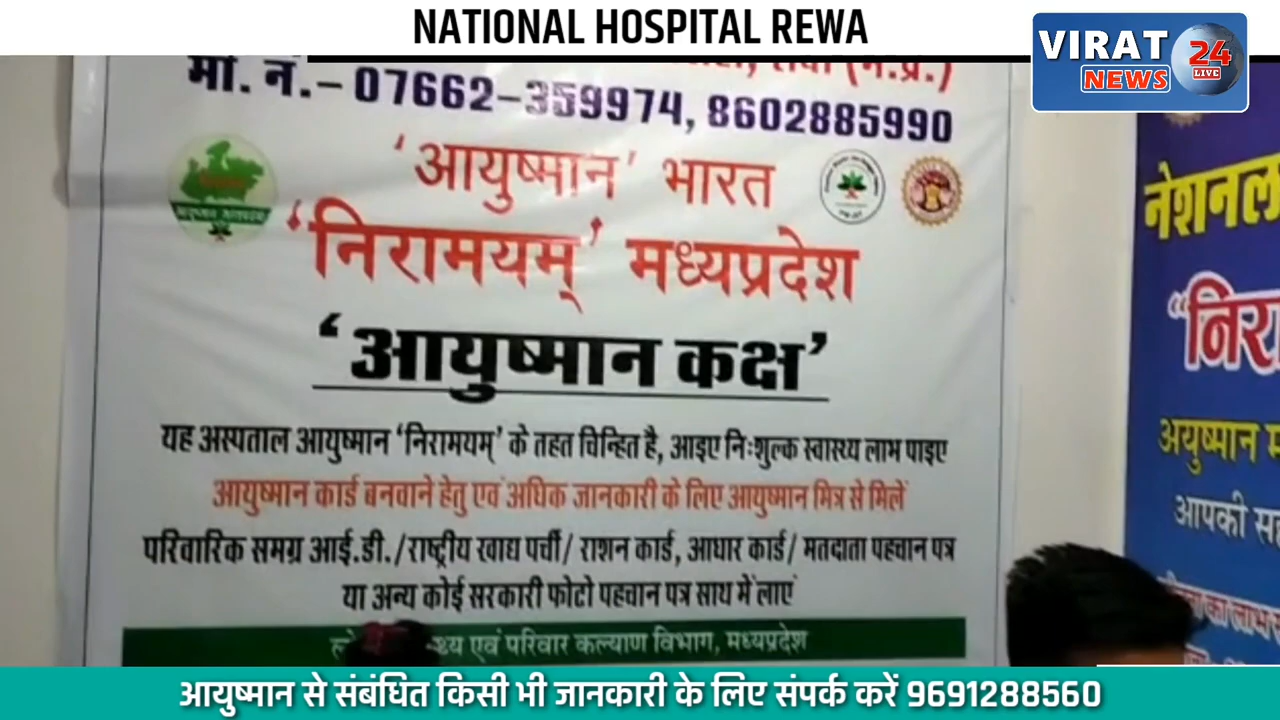 NATIONAL HOSPITAL REWA
VIRAT 24
NEWS LIVE
मो. नं.- 07662-359974, 8602885990
'आयुष्मान' भारत
'निरामयम्' मध्यप्रदेश
'आयुष्मान कक्ष'
यह अस्पताल आयुष्मान 'निरामयम्' के तहत चिन्हित है, आइए निःशुल्क स्वास्थ्य लाभ पाइए
आयुष्मान कार्ड बनवाने हेतु एवं अधिक जानकारी के लिए आयुष्मान मित्र से मिलें
परिवारिक समग्र आई.डी./राष्ट्रीय खाद्य पर्ची/ राशन कार्ड, आधार कार्ड/ मतदाता पहचान पत्र
या अन्य कोई सरकारी फोटो पहचान पत्र साथ में लाएं
एवं परिवार कल्याण विभाग, मध्यप्रदेश
नेशनल
आपकी
का लाभ
आयुष्मान से संबंधित किसी भी जानकारी के लिए संपर्क करें 9691288560